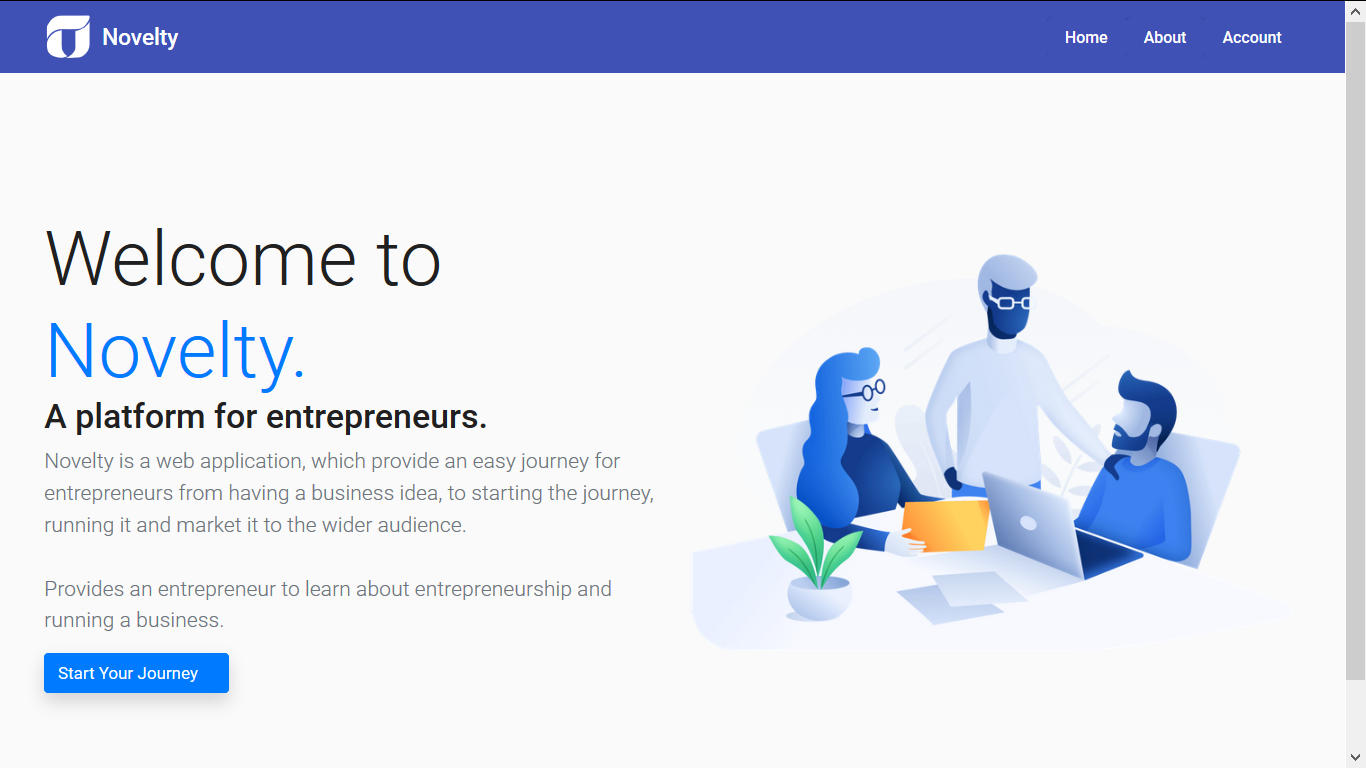 Novelty
Home About Account
Welcome to
Novelty.
A platform for entrepreneurs.
Novelty is a web application, which provide an easy journey for
entrepreneurs from having a business idea, to starting the journey,
running it and market it to the wider audience.
Provides an entrepreneur to learn about entrepreneurship and
running a business.
Start Your Journey